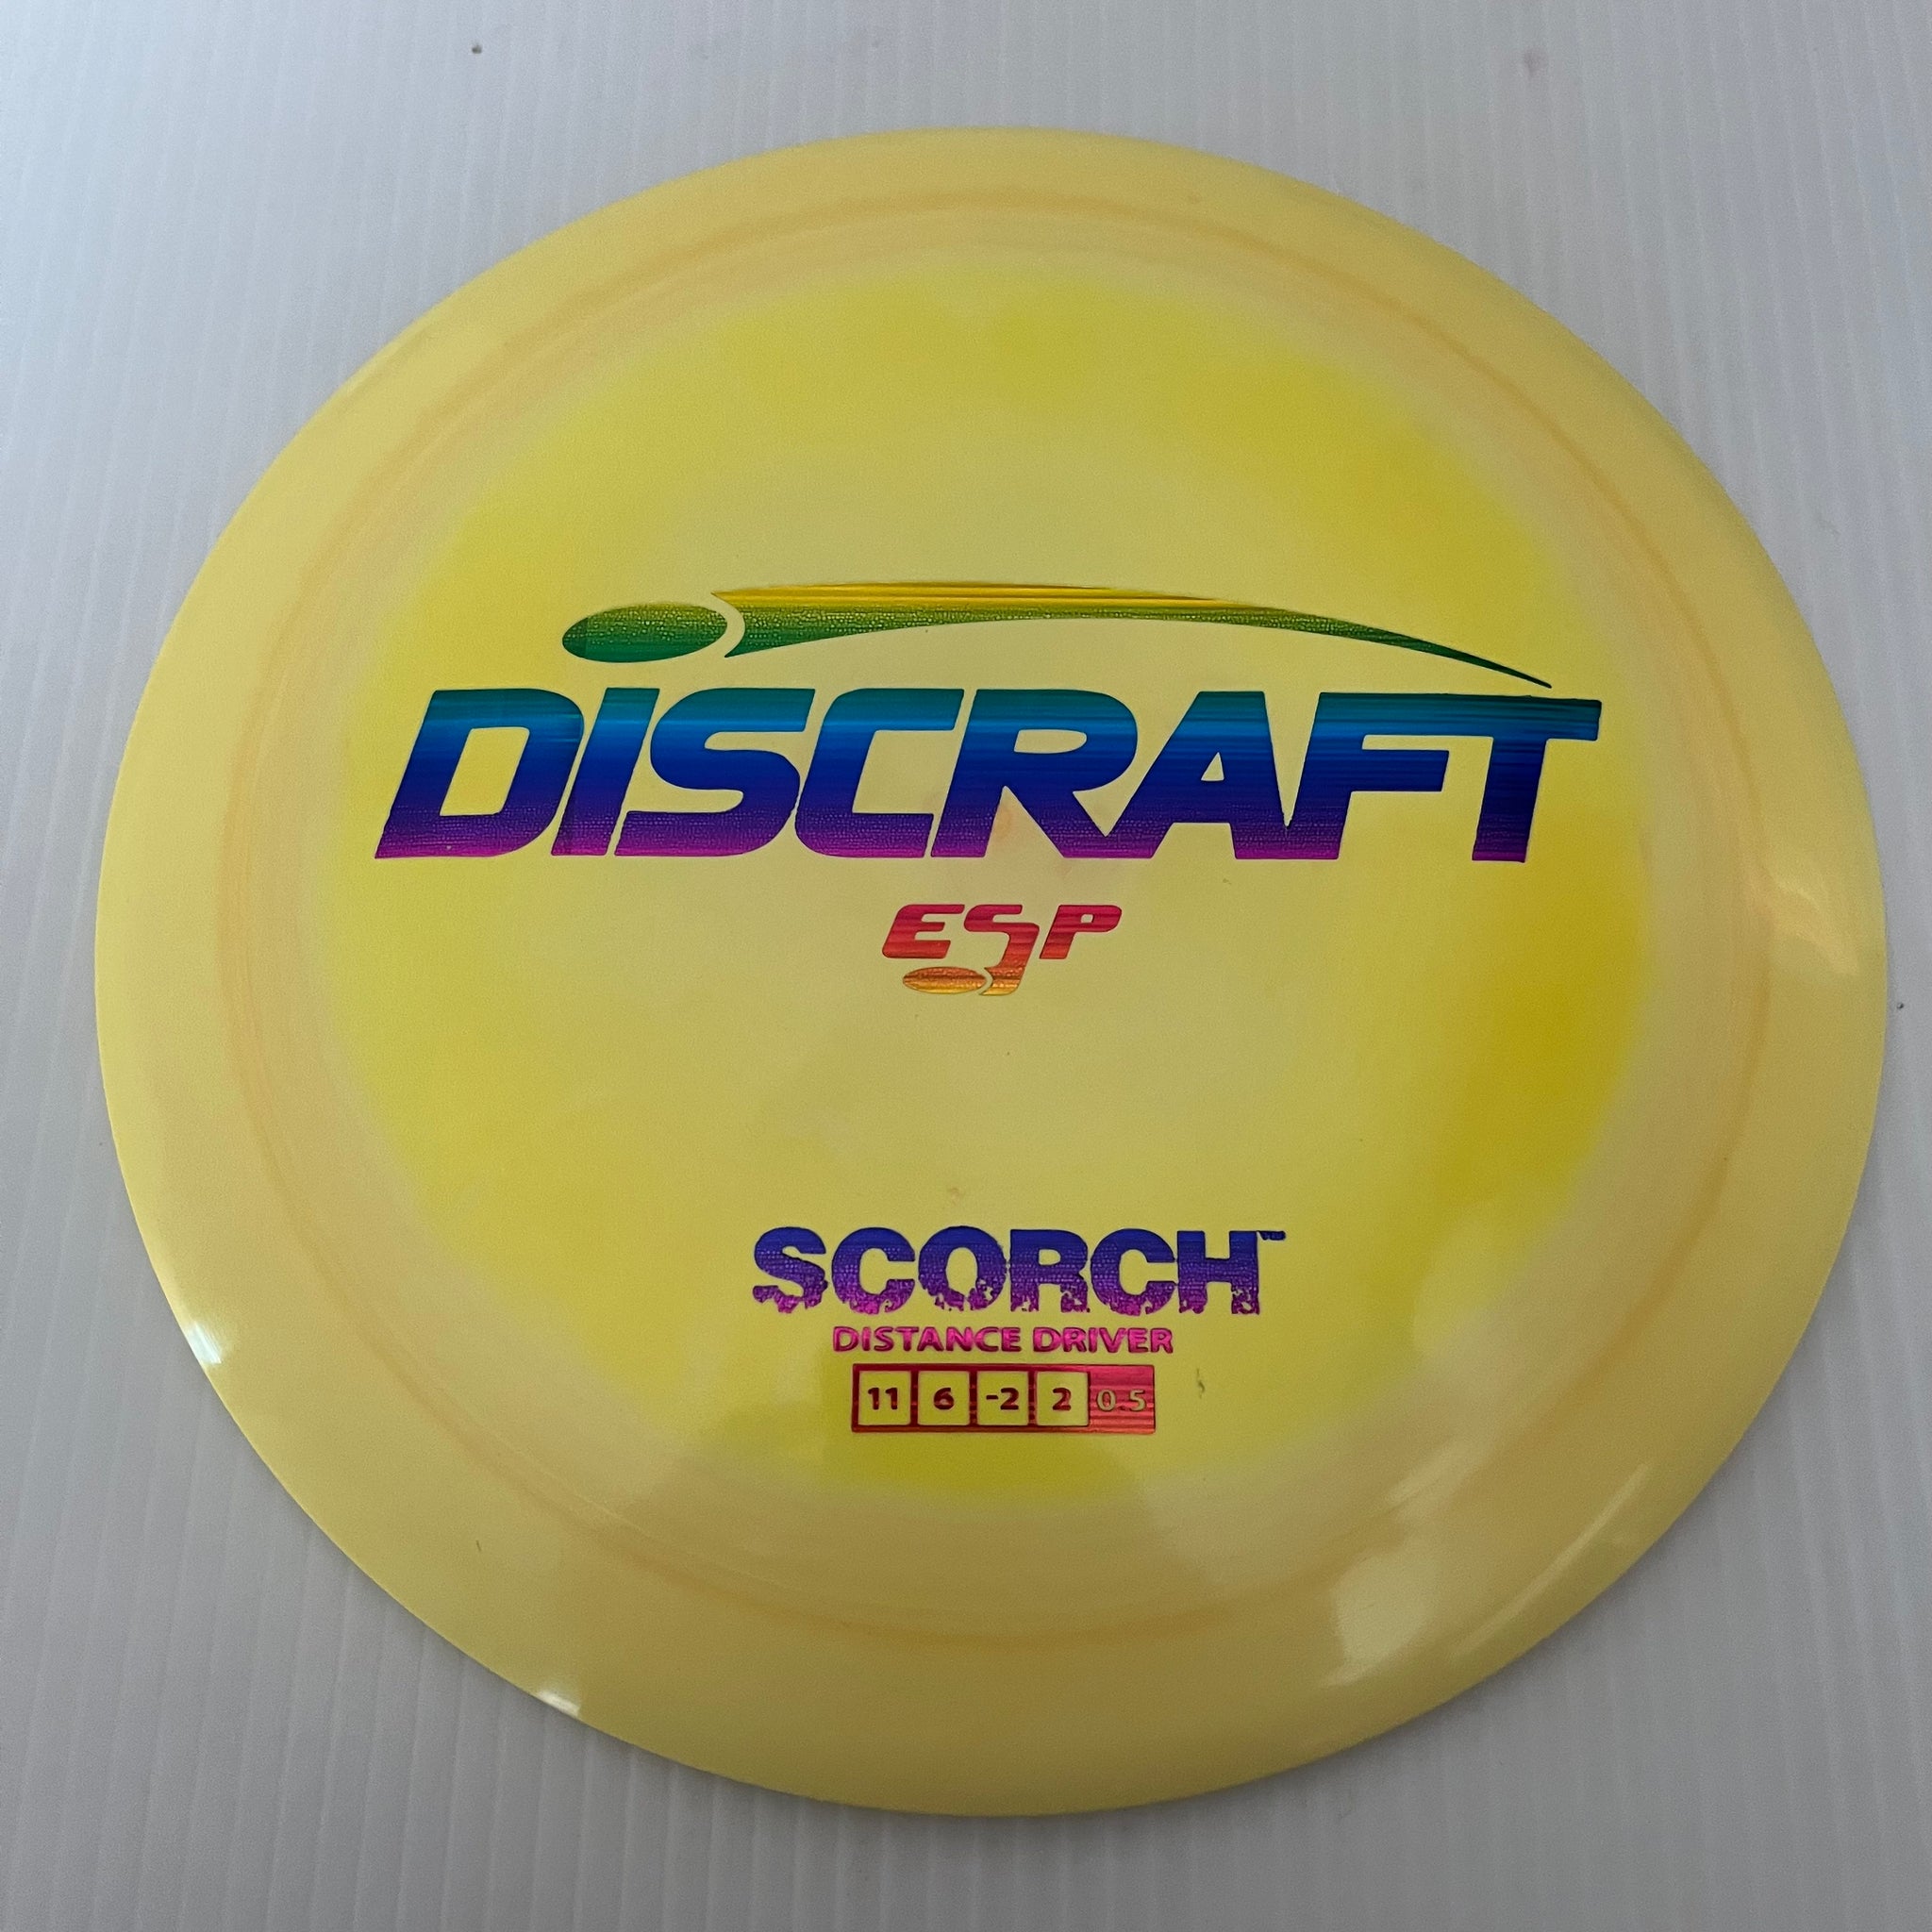 DISCRAFT
ESP
SCORCH™
DISTANCE DRIVER
11 6 -2 2 0.5